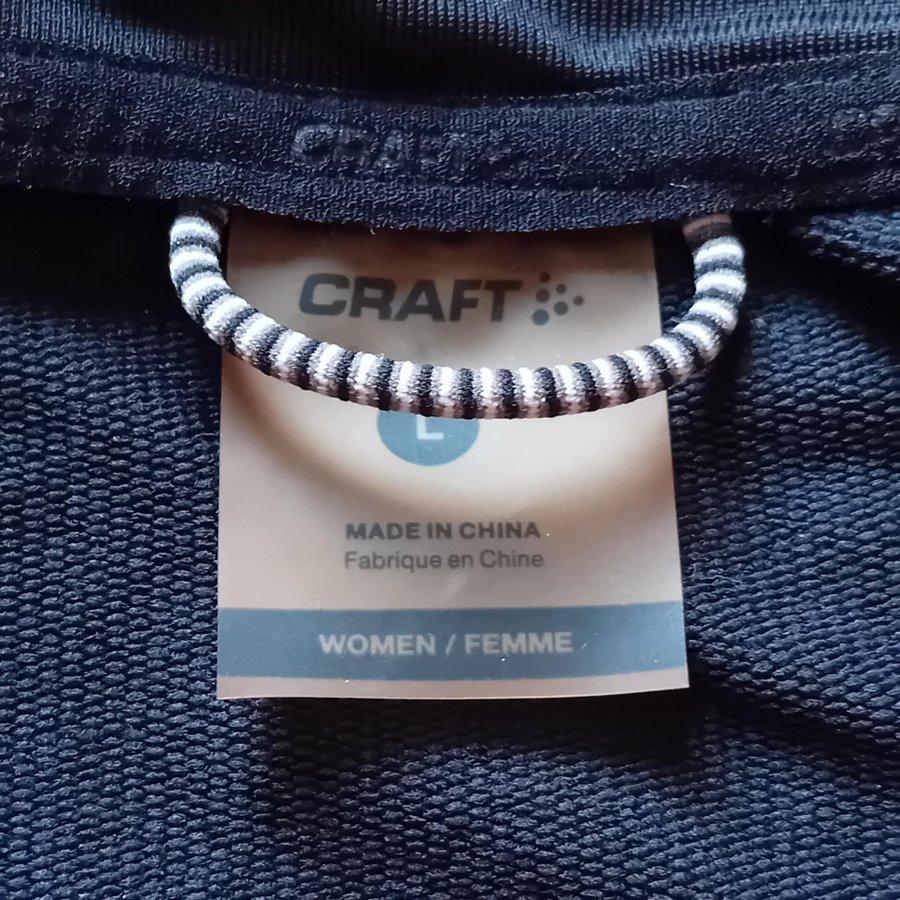 CRAFT
CRAFT
L
MADE IN CHINA
Fabrique en Chine
WOMEN / FEMME